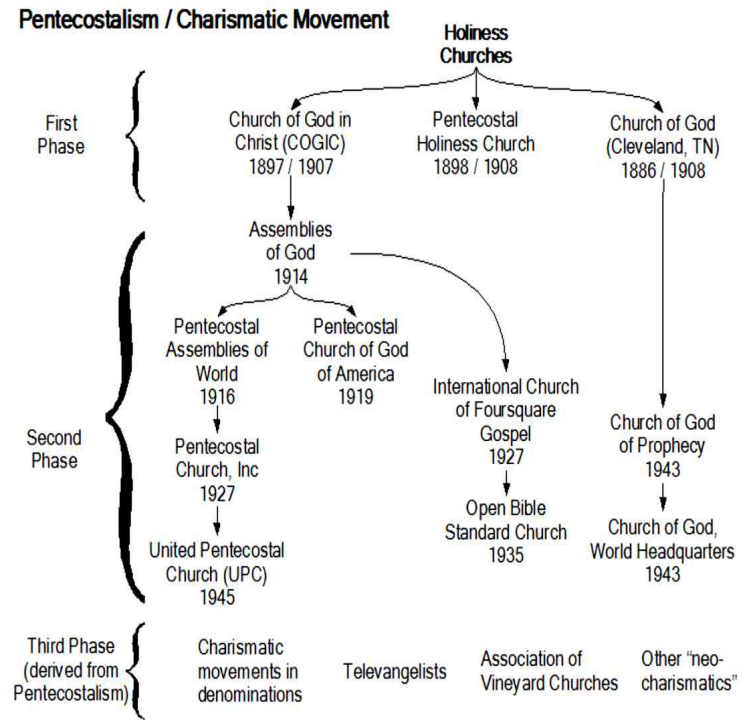 Pentecostalism / Charismatic Movement
Holiness
Churches
First
Phase
Church of God in
Christ (COGIC)
1897 / 1907
Pentecostal
Holiness Church
1898 / 1908
Church of God
(Cleveland, TN)
1886 / 1908
Second
Phase
Assemblies
of God
1914
Pentecostal
Assemblies of
World
1916
Pentecostal
Church of God
of America
1919
International Church
of Foursquare
Gospel
1927
Church of God
of Prophecy
1943
Pentecostal
Church, Inc
1927
Open Bible
Standard Church
1935
Church of God,
World Headquarters
1943
United Pentecostal
Church (UPC)
1945
Third Phase
(derived from
Pentecostalism)
Charismatic
movements in
denominations
Televangelists
Association of
Vineyard Churches
Other “neo-
charismatics”